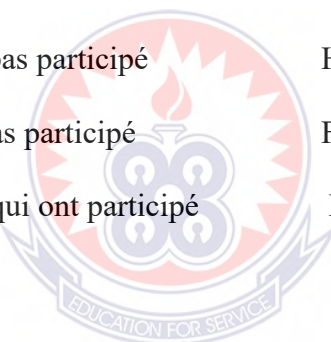 pas participé
as participé
qui ont participé
EDUCATION FOR SERVICE